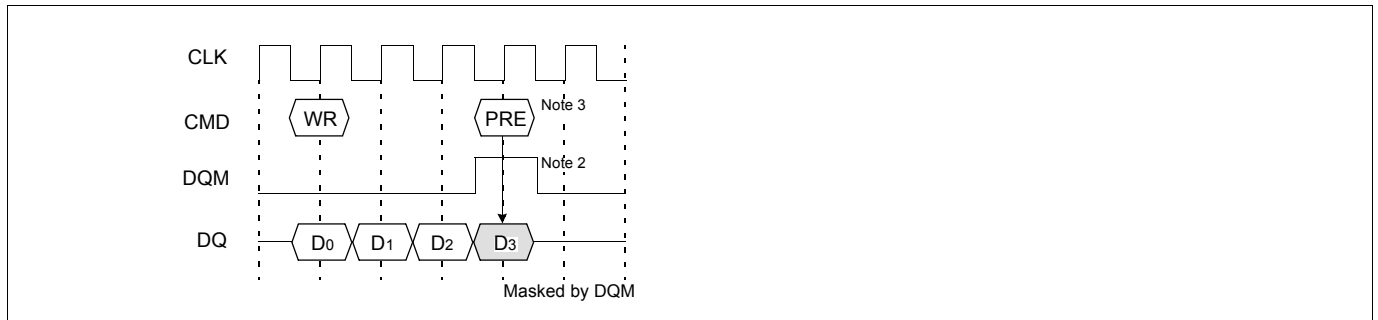 CLK
CMD WR PRE Note 3
DQM Note 2
DQ D0 D1 D2 D3
Masked by DQM